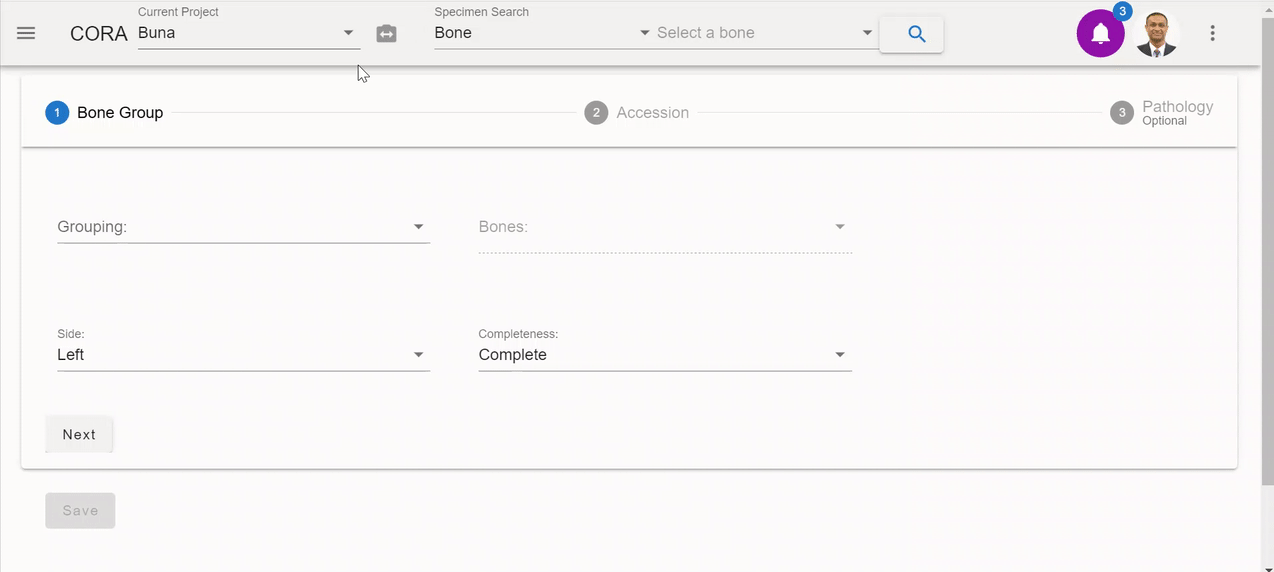 Current Project
Specimen Search
3
CORA
Buna
Bone
Select a bone
1 Bone Group
2 Accession
3 Pathology
Optional
Grouping:
Bones:
Side:
Completeness:
Left
Complete
Next
Save